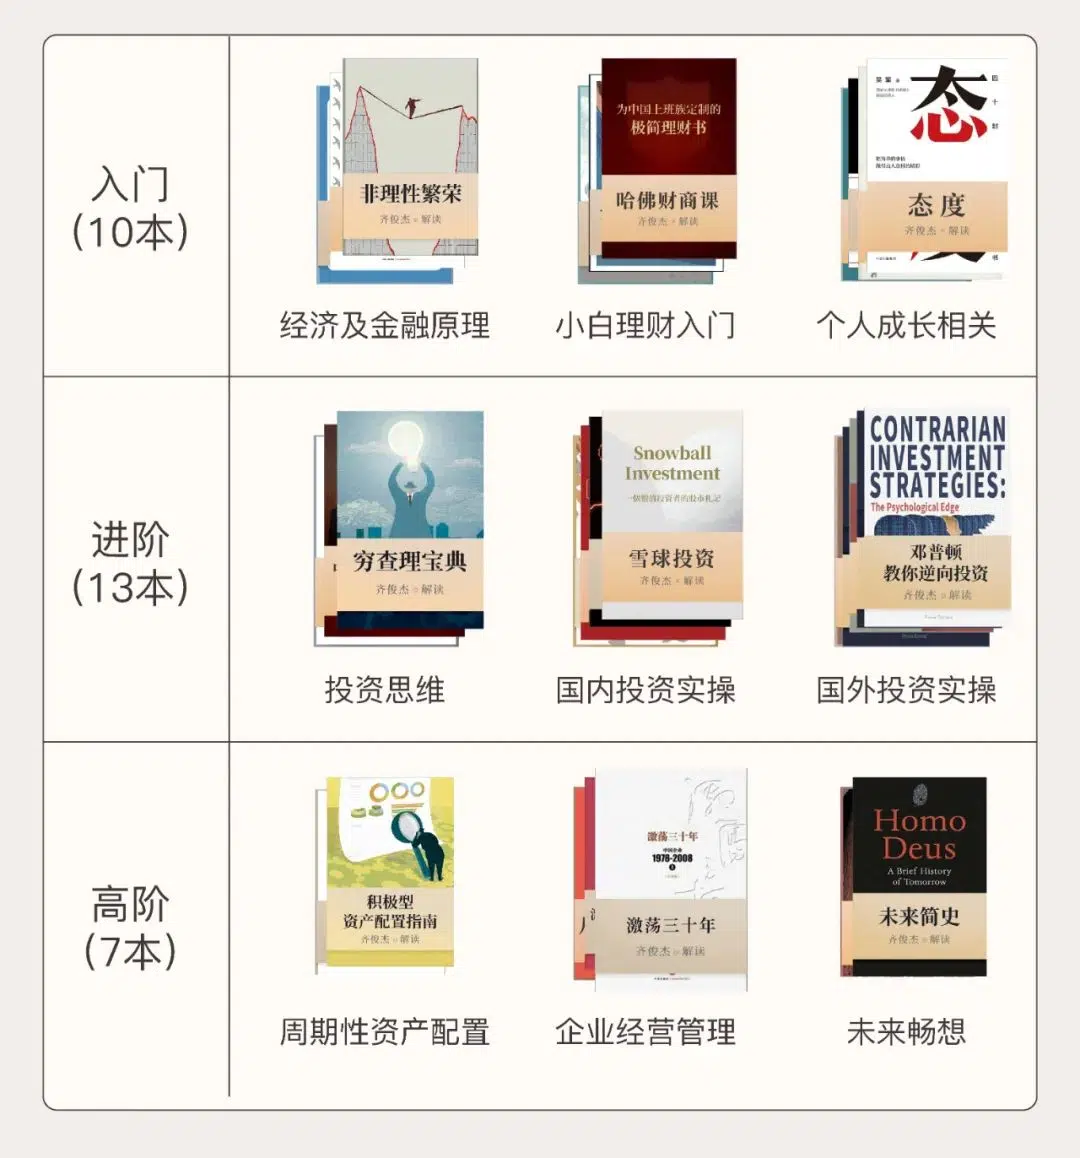 入门
(10本)
非理性繁荣
齐俊杰·解读
经济及金融原理
为中国上班族定制的
极简理财书
哈佛财商课
齐俊杰·解读
小白理财入门
态
四十财
吴军 著
态度
齐俊杰·解读
个人成长相关
进阶
(13本)
穷查理宝典
齐俊杰·解读
投资思维
Snowball
Investment
雪球投资
齐俊杰·解读
国内投资实操
CONTRARIAN
INVESTMENT
STRATEGIES:
The Psychological Edge
邓普顿
教你逆向投资
齐俊杰·解读
国外投资实操
高阶
(7本)
积极型
资产配置指南
齐俊杰·解读
周期性资产配置
激荡三十年
中国企业
1978-2008
激荡三十年
齐俊杰·解读
企业经营管理
Homo
Deus
A Brief History
of Tomorrow
未来简史
齐俊杰·解读
未来畅想